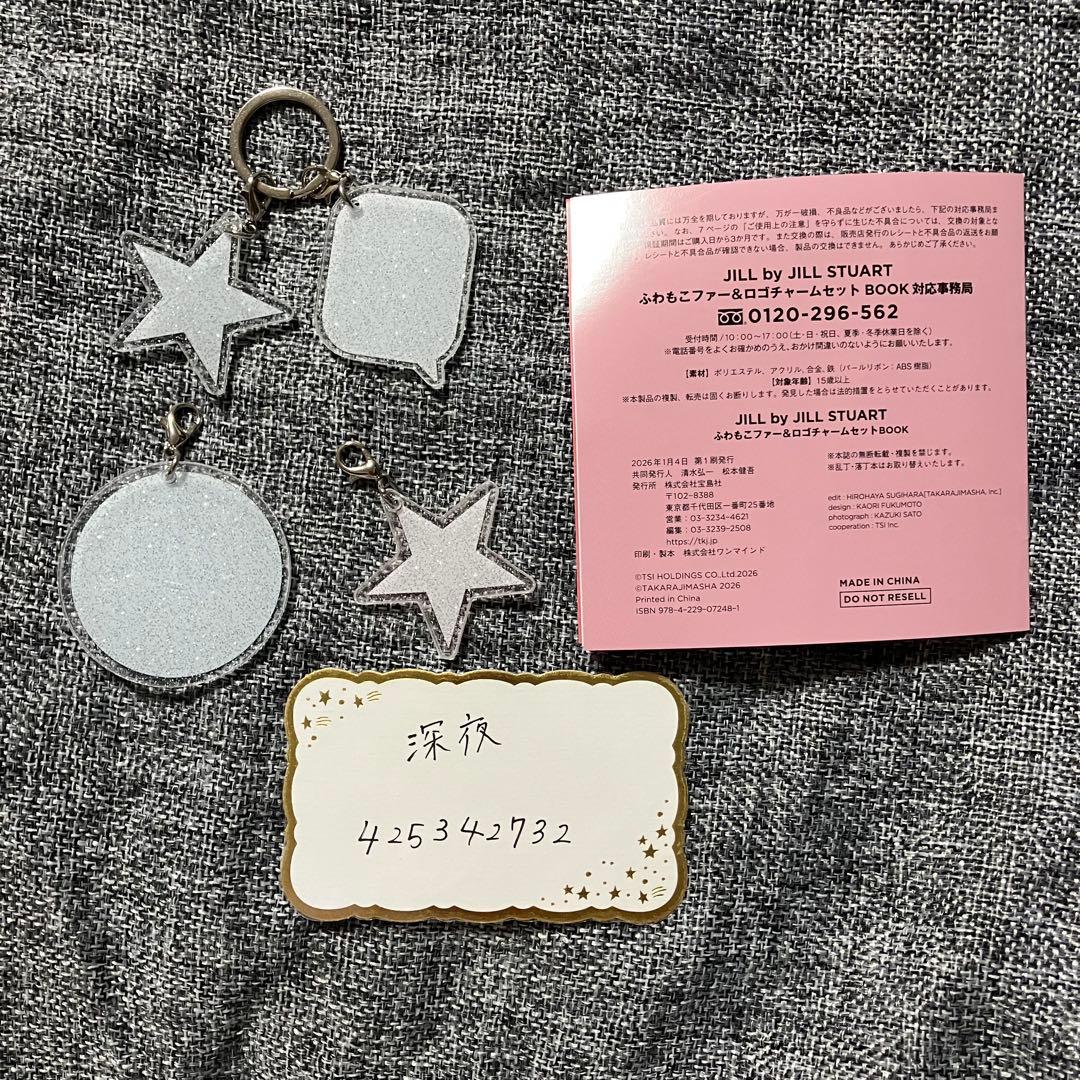 品質には万全を期しておりますが、万が一破損、不良品などがございましたら、下記の対応事務局ま
さい。なお、7ページの「ご使用上の注意」を守らずに生じた不具合については、交換の対象とな
保証期間はご購入日から3か月です。また交換の際は、販売店発行のレシートと不具合品の返送をお願
レシートと不具合品が確認できない場合、製品の交換はできません。あらかじめご了承ください。
JILL by JILL STUART
ふわもこファー&ロゴチャームセット BOOK 対応事務局
0120-296-562
受付時間/10:00〜17:00(土・日・祝日、夏季・冬季休業日を除く)
※電話番号をよくお確かめのうえ、おかけ間違いのないようにお願いいたします。
【素材】ポリエステル、アクリル、合金、鉄(パールリボン:ABS樹脂)
【対象年齢】15歳以上
※本製品の複製、転売は固くお断りします。発見した場合は法的措置をとらせていただくことがあります。
JILL by JILL STUART
ふわもこファー&ロゴチャームセットBOOK
2026年1月4日 第1刷発行
共同発行人 清水弘一 松本健吾
発行所 株式会社宝島社
〒102-8388
東京都千代田区一番町25番地
営業:03-3234-4621
編集:03-3239-2508
https://tkj.jp
印刷・製本 株式会社ワンマインド
※本誌の無断転載・複製を禁じます。
※乱丁・落丁本はお取り替えいたします。
edit : HIROHAYA SUGIHARA[TAKARAJIMASHA, Inc.]
design : KAORI FUKUMOTO
photograph : KAZUKI SATO
cooperation : TSI Inc.
©TSI HOLDINGS CO.,Ltd.2026
©TAKARAJIMASHA 2026
Printed in China
ISBN 978-4-229-07248-1
MADE IN CHINA
DO NOT RESELL
深夜
425342732